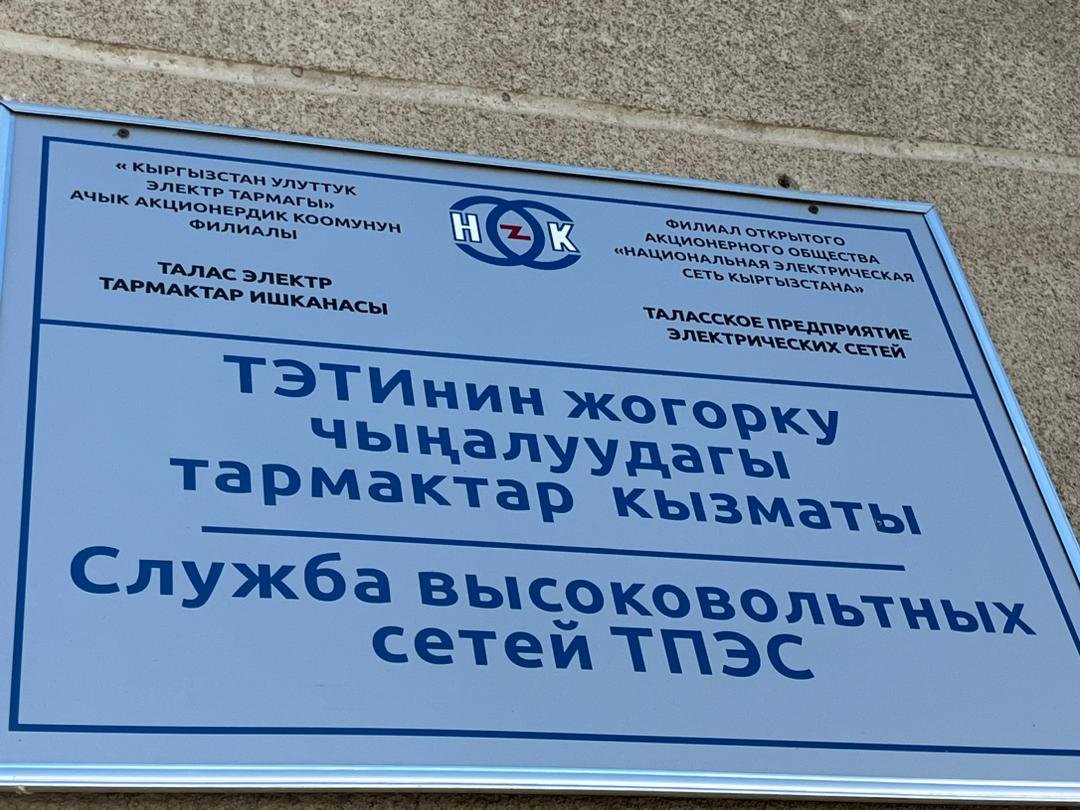 « КЫРГЫЗСТАН УЛУТТУК
ЭЛЕКТР ТАРМАГЫ»
АЧЫК АКЦИОНЕРДИК КООМУНУН
ФИЛИАЛЫ
ТАЛАС ЭЛЕКТР
ТАРМАКТАР ИШКАНАСЫ
Н К
ФИЛИАЛ ОТКРЫТОГО
АКЦИОНЕРНОГО ОБЩЕСТВА
«НАЦИОНАЛЬНАЯ ЭЛЕКТРИЧЕСКАЯ
СЕТЬ КЫРГЫЗСТАНА»
ТАЛАССКОЕ ПРЕДПРИЯТИЕ
ЭЛЕКТРИЧЕСКИХ СЕТЕЙ
ТЭТИнин жогорку
чыңалуудагы
тармактар кызматы
Служба высоковольтных
сетей ТПЭС